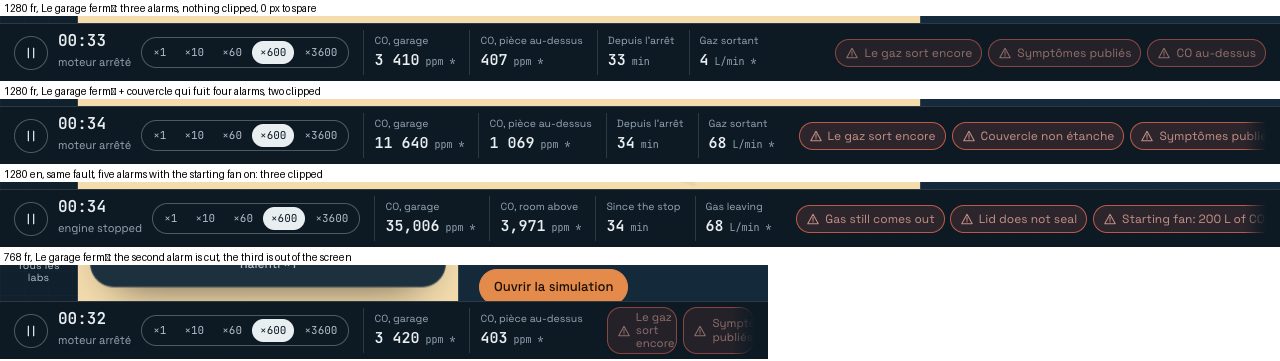 1280 fr, Le garage ferm three alarms, nothing clipped, 0 px to spare
00:33
moteur arrêté
×1 ×10 ×60 ×600 ×3600
CO, garage
3 410 ppm *
CO, pièce au-dessus
407 ppm *
Depuis l'arrêt
33 min
Gaz sortant
4 L/min *
Le gaz sort encore
Symptômes publiés
CO au-dessus
1280 fr, Le garage ferm + couvercle qui fuit four alarms, two clipped
00:34
moteur arrêté
×1 ×10 ×60 ×600 ×3600
CO, garage
11 640 ppm *
CO, pièce au-dessus
1 069 ppm *
Depuis l'arrêt
34 min
Gaz sortant
68 L/min *
Le gaz sort encore
Couvercle non étanche
Symptômes publi
1280 en, same fault, five alarms with the starting fan on: three clipped
00:34
engine stopped
×1 ×10 ×60 ×600 ×3600
CO, garage
35,006 ppm *
CO, room above
3,971 ppm *
Since the stop
34 min
Gas leaving
68 L/min *
Gas still comes out
Lid does not seal
Starting fan: 200 L of CO
768 fr, Le garage ferm the second alarm is cut, the third is out of the screen
Tous les
labs
Ouvrir la simulation
00:32
moteur arrêté
×1 ×10 ×60 ×600 ×3600
CO, garage
3 420 ppm *
CO, pièce au-dessus
403 ppm *
Le gaz
sort
encore
Sympt
publiés